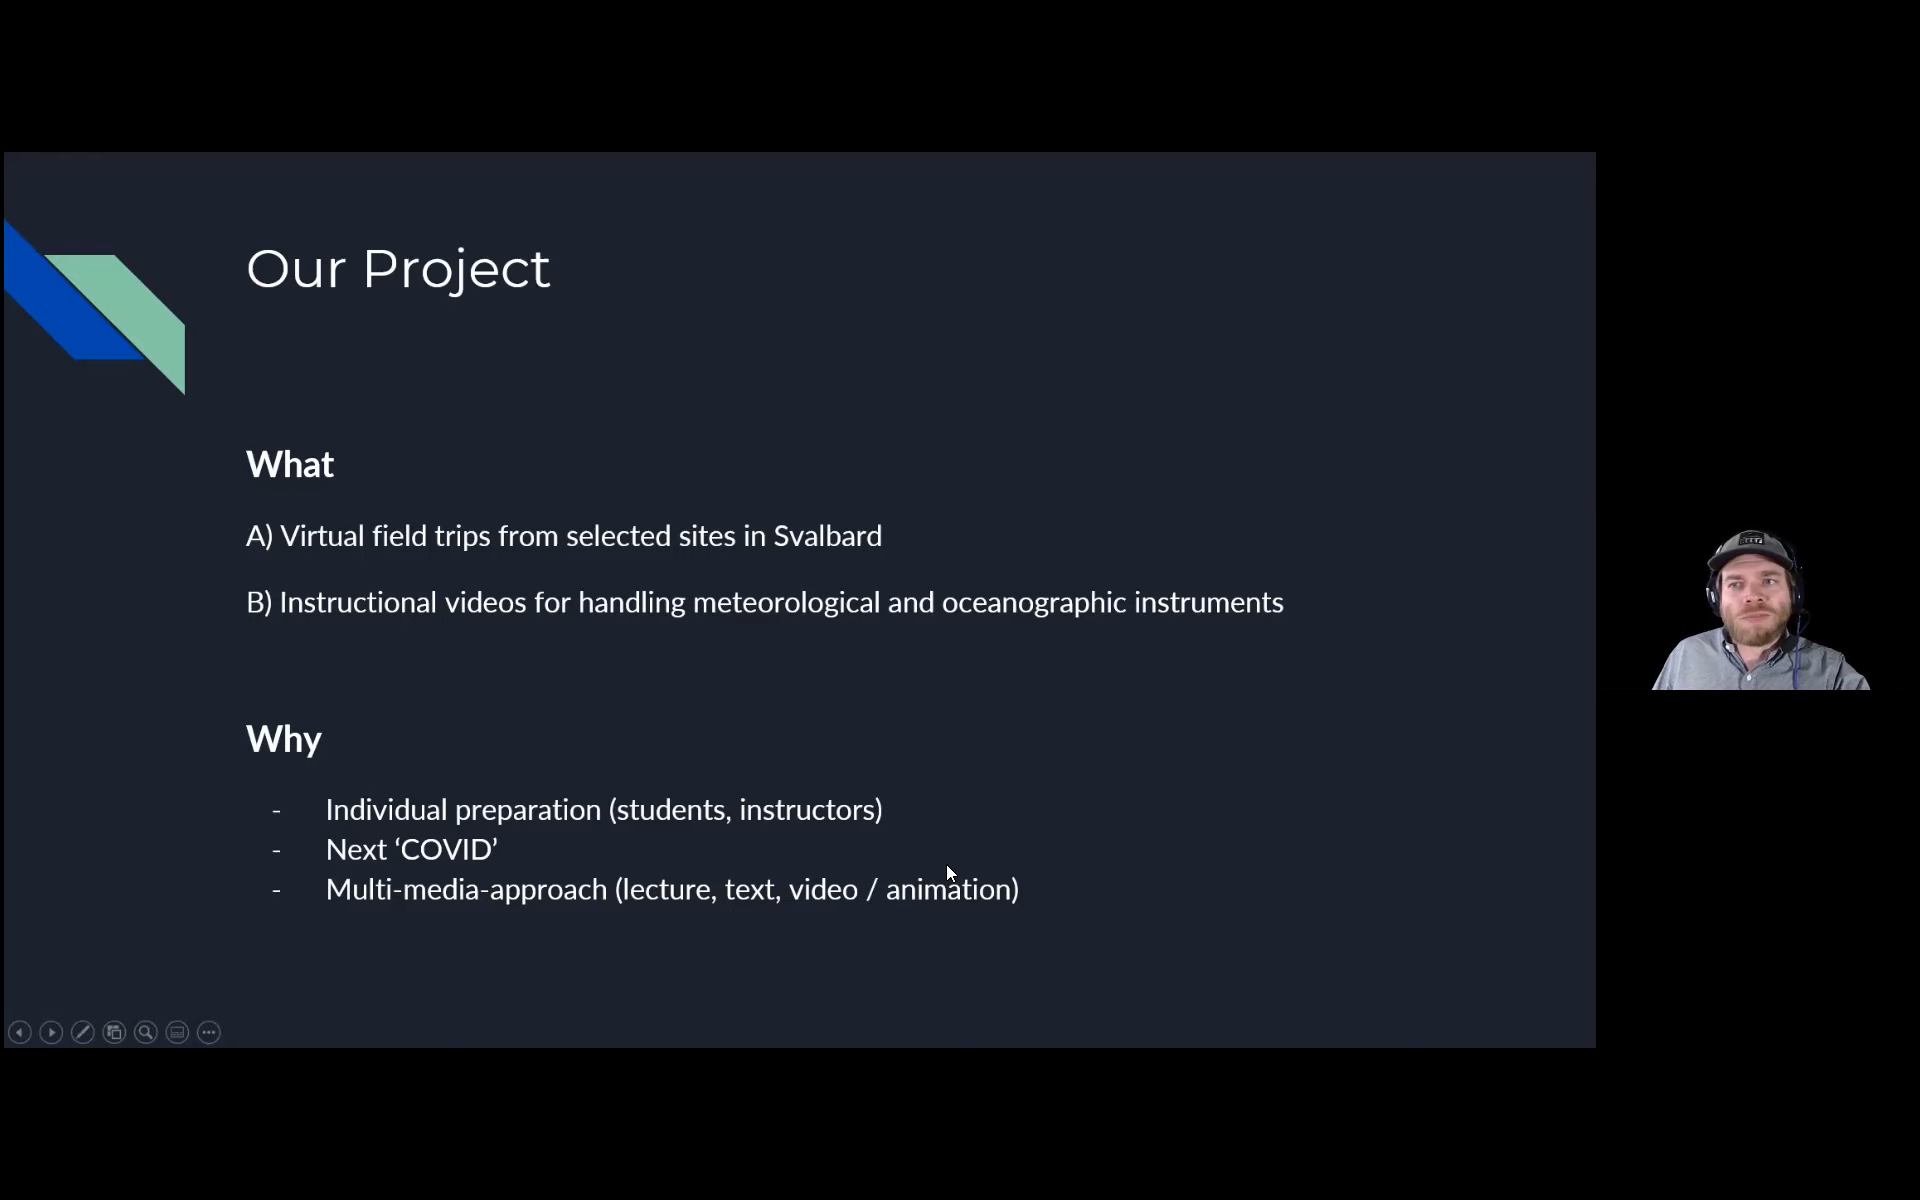 Our Project
What
A) Virtual field trips from selected sites in Svalbard
B) Instructional videos for handling meteorological and oceanographic instruments
Why
- Individual preparation (students, instructors)
- Next ‘COVID’
- Multi-media-approach (lecture, text, video / animation)